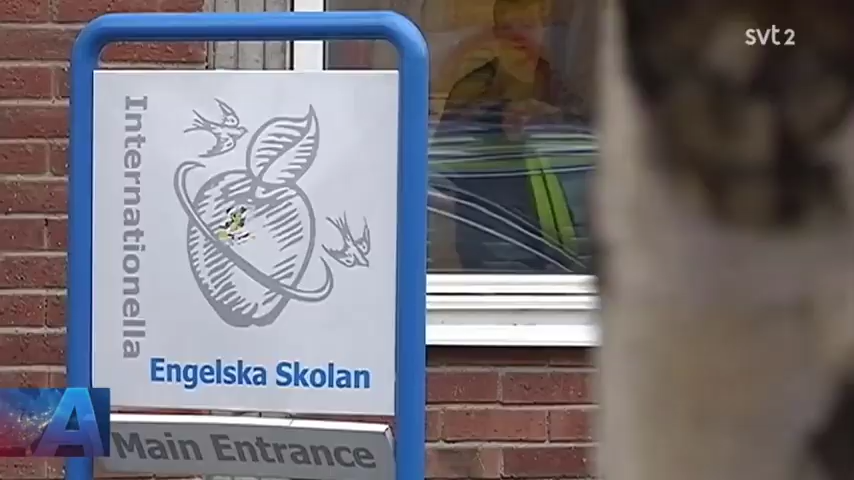 svt2
Internationella
Engelska Skolan
A
Main Entrance